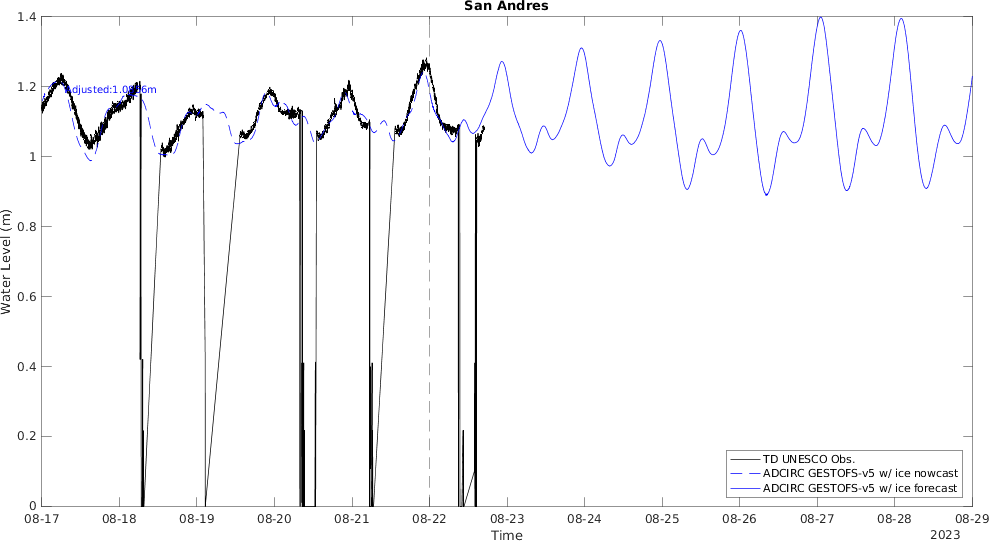 San Andres
1.4
1.2
1
0.8
0.6
0.4
0.2
0
Water Level (m)
08-17 08-18 08-19 08-20 08-21 08-22 08-23 08-24 08-25 08-26 08-27 08-28 08-29
Time
2023
TD UNESCO Obs.
ADCIRC GESTOFS-v5 w/ ice nowcast
ADCIRC GESTOFS-v5 w/ ice forecast